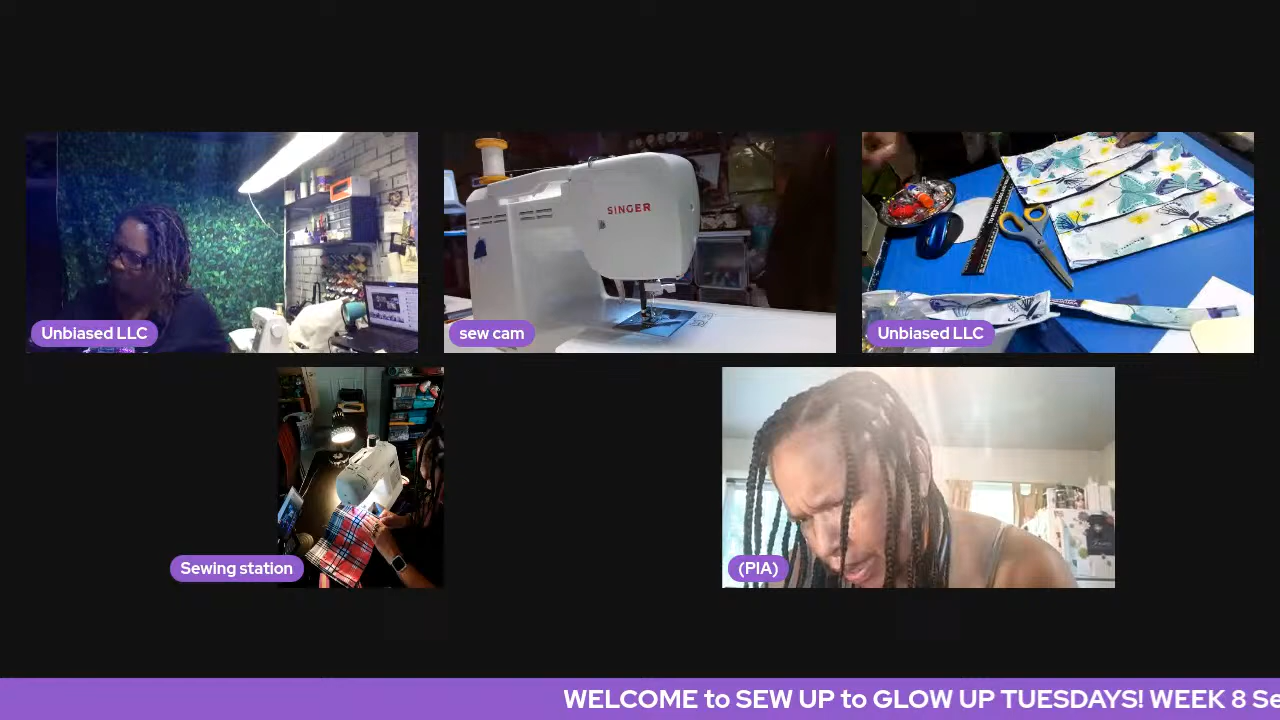 SINGER
Unbiased LLC
sew cam
Unbiased LLC
Sewing station
(PIA)
WELCOME to SEW UP to GLOW UP TUESDAYS! WEEK 8 Se